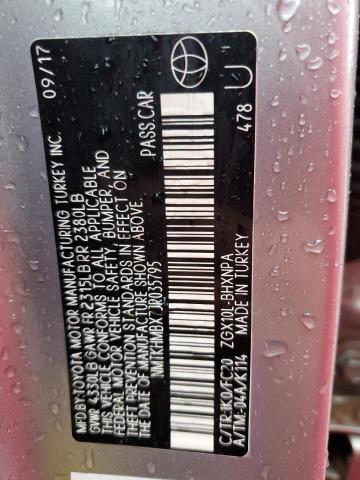 MFD.BY:TOYOTA MOTOR MANUFACTURING TURKEY INC. 09/17
GVWR 4330LB GAWR FR 2315LB RR 2380LB
THIS VEHICLE CONFORMS TO ALL APPLICABLE
FEDERAL MOTOR VEHICLE SAFETY, BUMPER,
AND THEFT PREVENTION STANDARDS IN EFFECT ON
THE DATE OF MANUFACTURE SHOWN ABOVE.
NMTKHMBX7JR035795 PASS.CAR
C/TR:1K0/FC20 ZGX10L-BHXNPA 478 U
A/TM:-04A/K114 MADE IN TURKEY